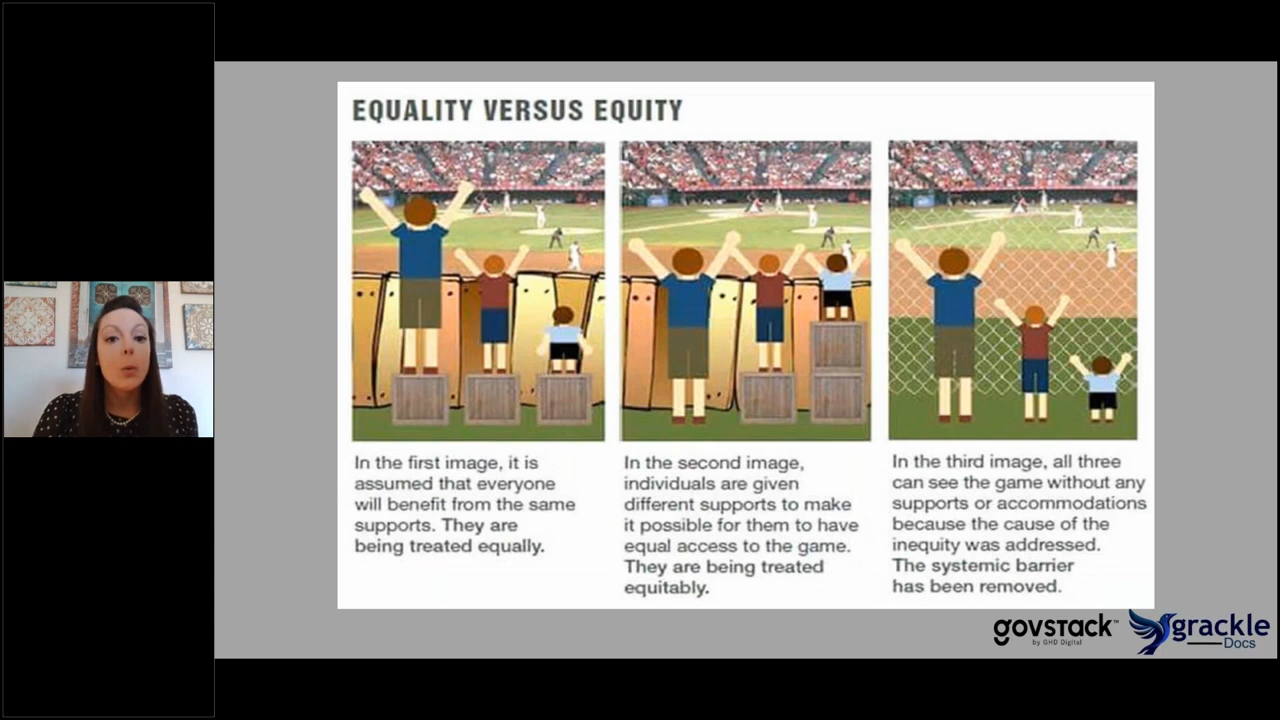 EQUALITY VERSUS EQUITY
In the first image, it is
assumed that everyone
will benefit from the same
supports. They are
being treated equally.
In the second image,
individuals are given
different supports to make
it possible for them to have
equal access to the game.
They are being treated
equitably.
In the third image, all three
can see the game without any
supports or accommodations
because the cause of the
inequity was addressed.
The systemic barrier
has been removed.
govstack™
by GHD Digital
grackle
Docs